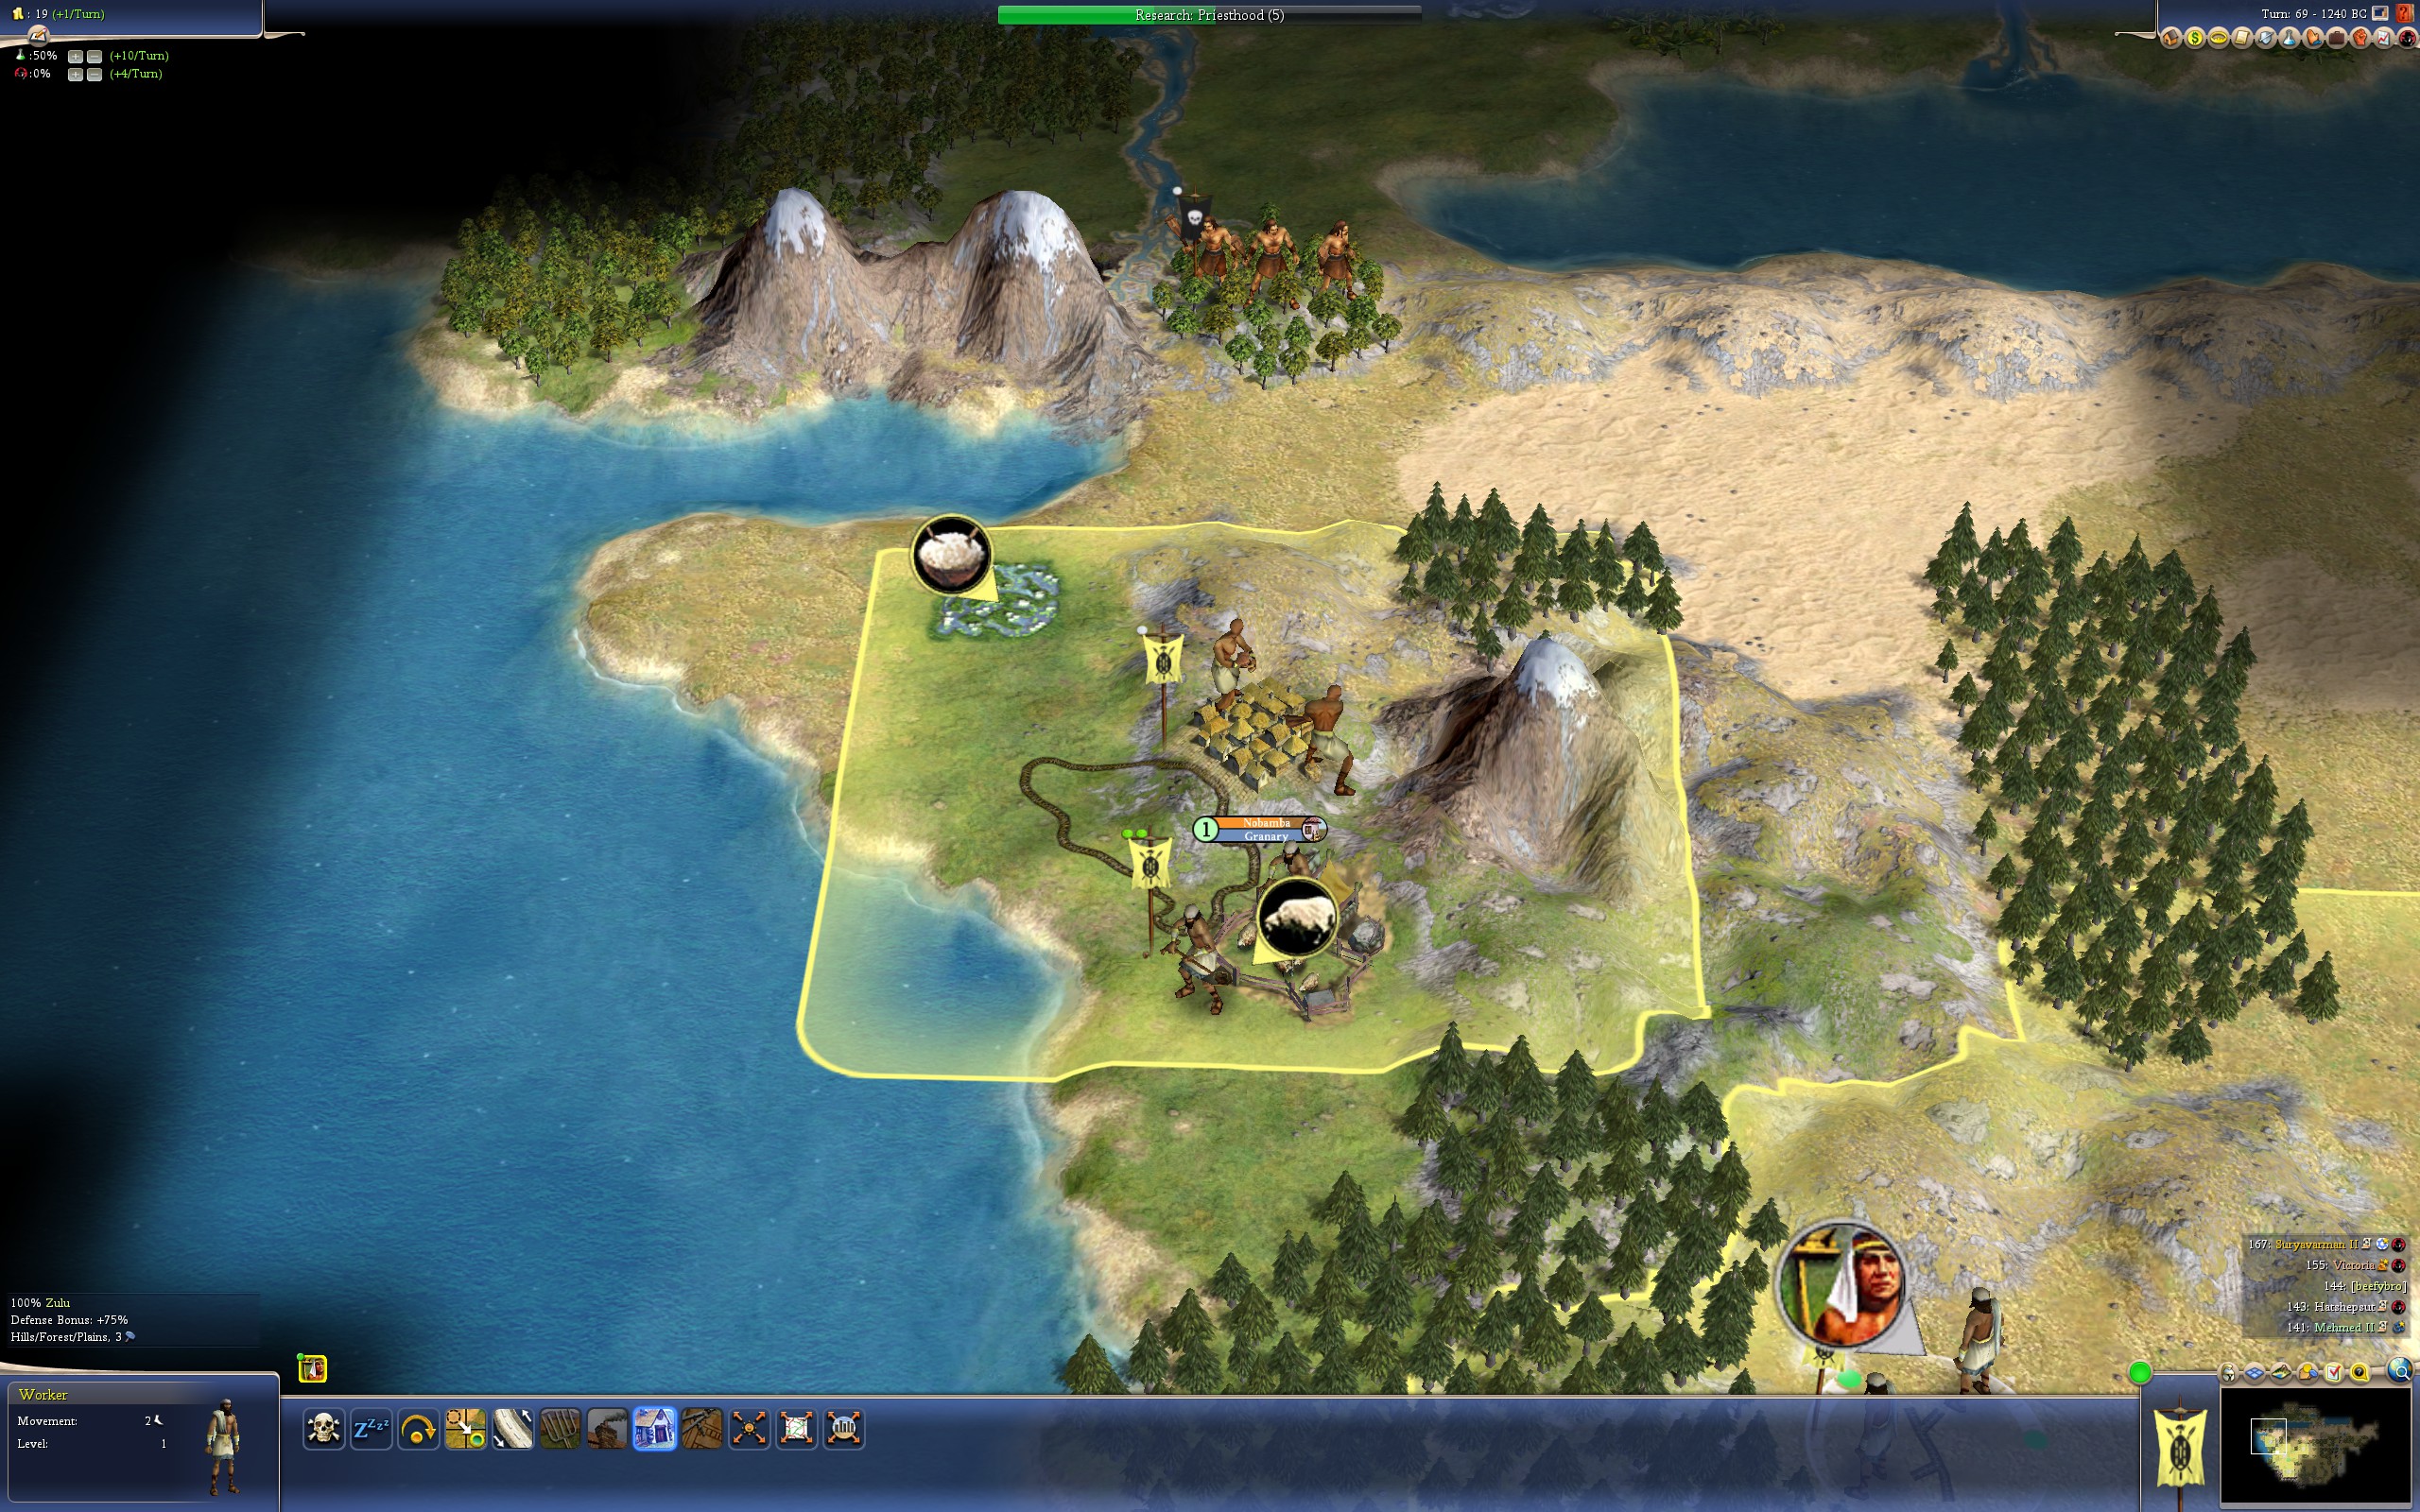 : 19 (+1/Turn)
Research: Priesthood (5)
Turn: 69 - 1240 BC
:50% (+10/Turn)
:0% (+4/Turn)
1 Nobamba
Granary
167: Suryavarman II
155: Victoria
144: [beefybro]
143: Hatshepsut
141: Mehmed II
100% Zulu
Defense Bonus: +75%
Hills/Forest/Plains, 3
Worker
Movement: 2
Level: 1
ZZZZZ